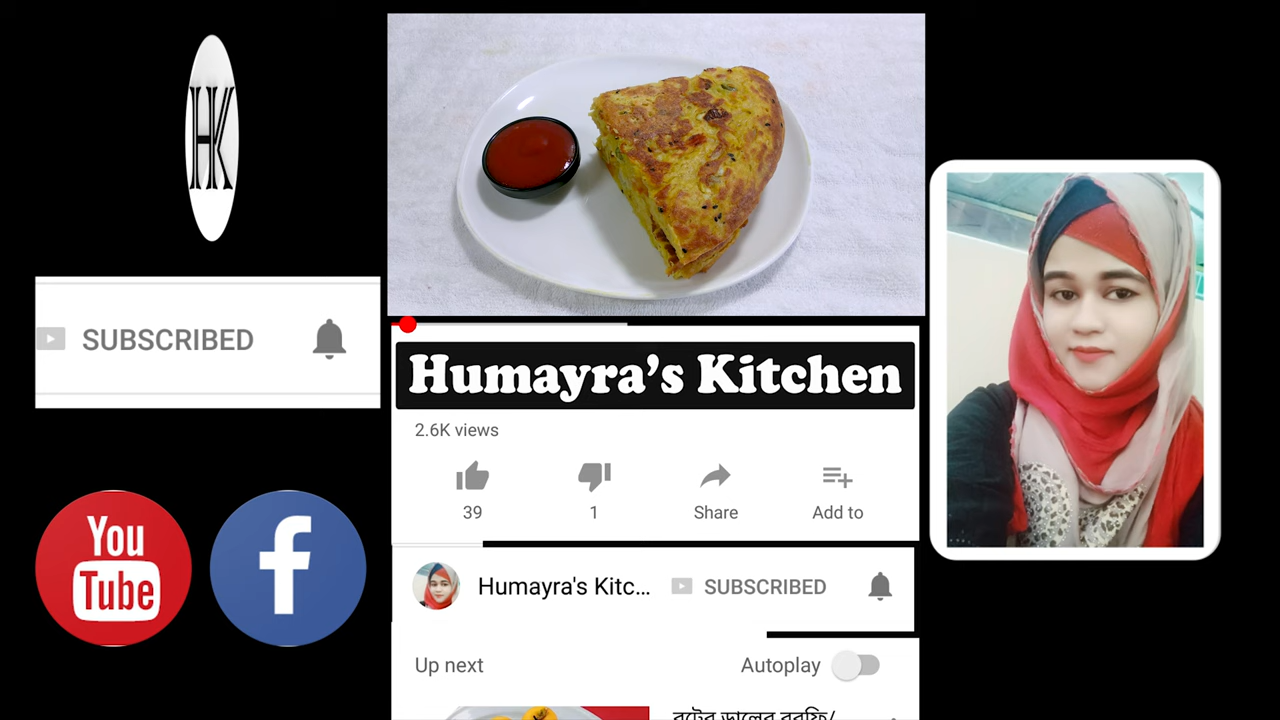 HK
SUBSCRIBED
You
Tube
f
Humayra's Kitchen
2.6K views
39
1
Share
Add to
Humayra's Kitc...
SUBSCRIBED
Up next
Autoplay
বুটের ডালের বরফি/